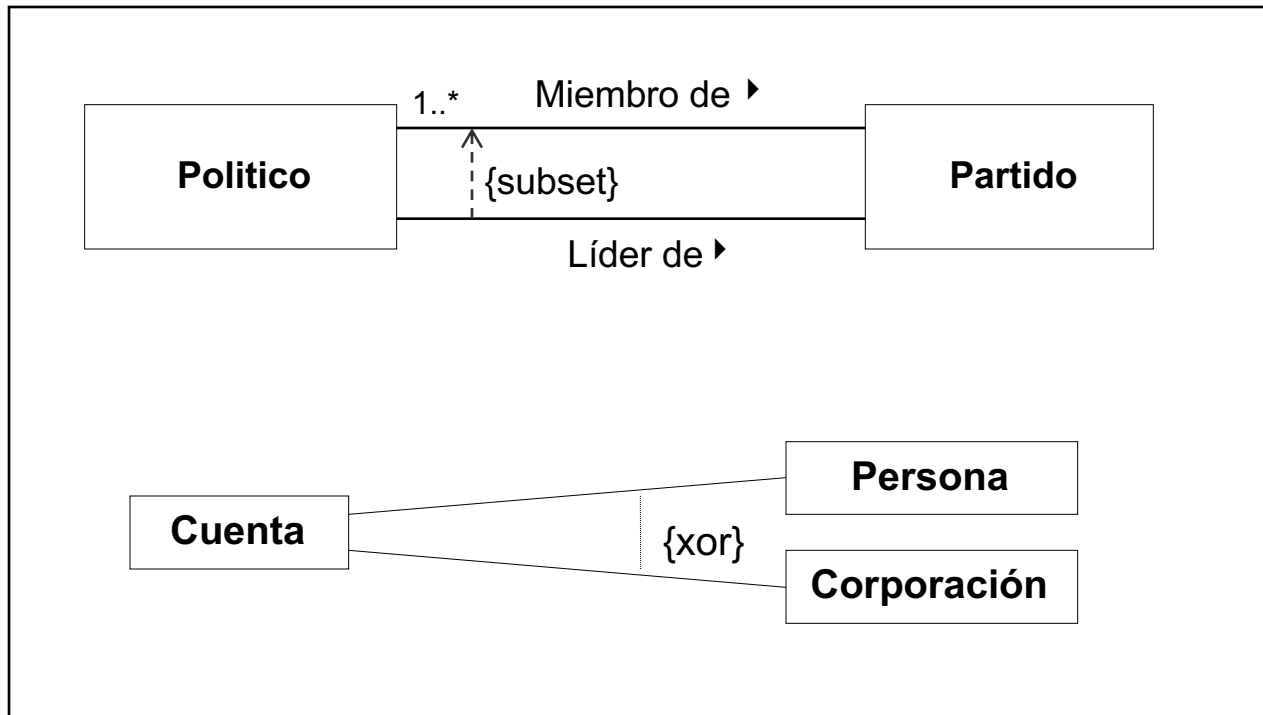 1..*
Miembro de
Politico
{subset}
Partido
Líder de
Persona
Cuenta
{xor}
Corporación